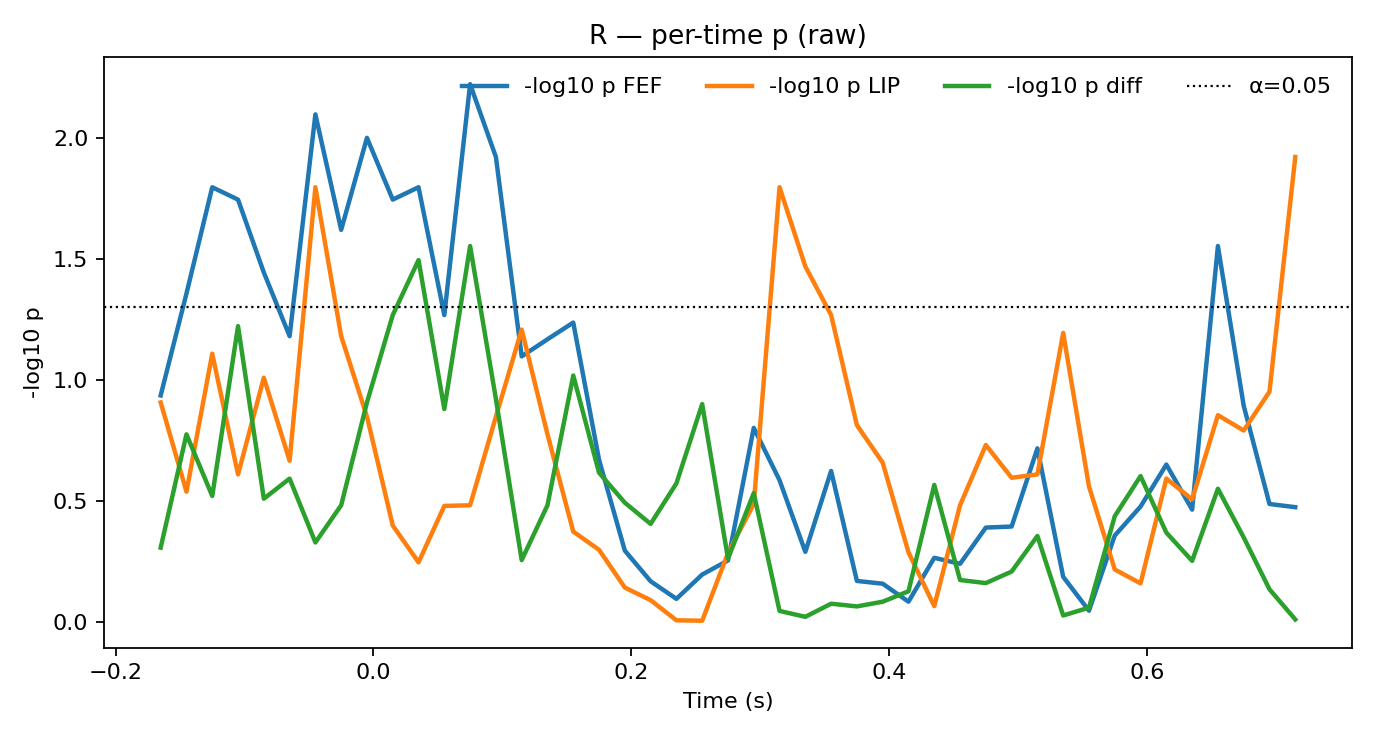 R — per-time p (raw)
-log10 p FEF
-log10 p LIP
-log10 p diff
α=0.05
2.0
1.5
1.0
0.5
0.0
-log10 p
−0.2
0.0
0.2
0.4
0.6
Time (s)